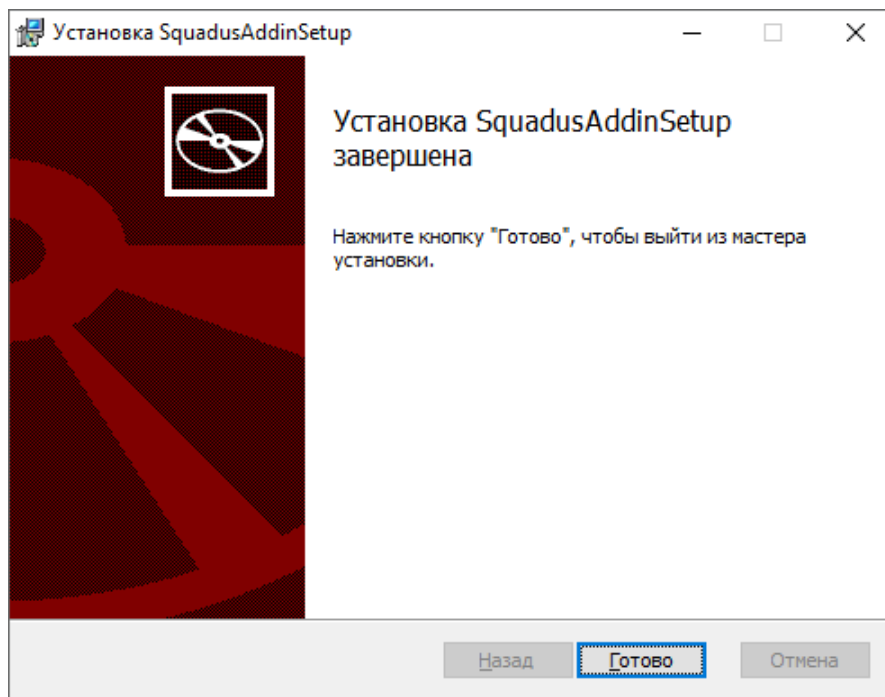 Установка SquadusAddinSetup
Установка SquadusAddinSetup
завершена
Нажмите кнопку "Готово", чтобы выйти из мастера
установки.
Назад
Готово
Отмена